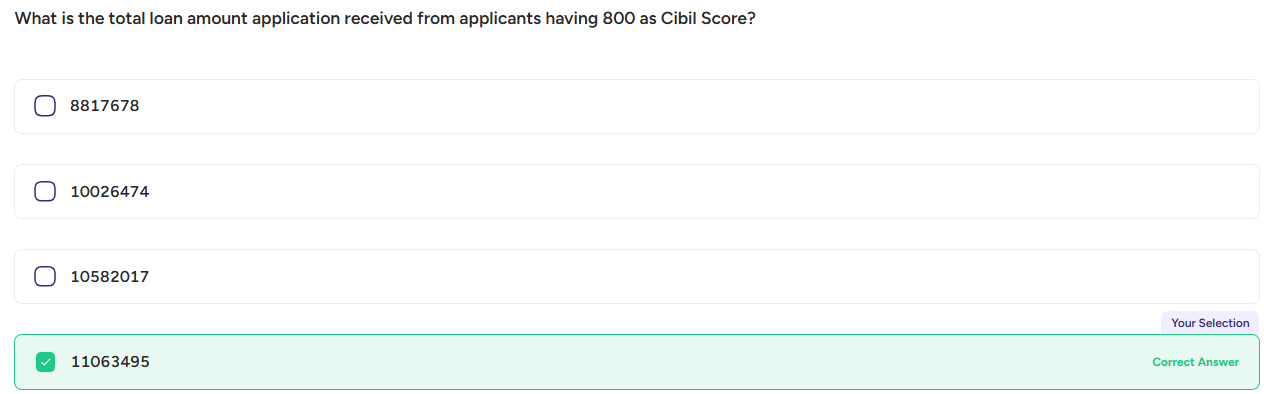 What is the total loan amount application received from applicants having 800 as Cibil Score?
8817678
10026474
10582017
Your Selection
11063495
Correct Answer